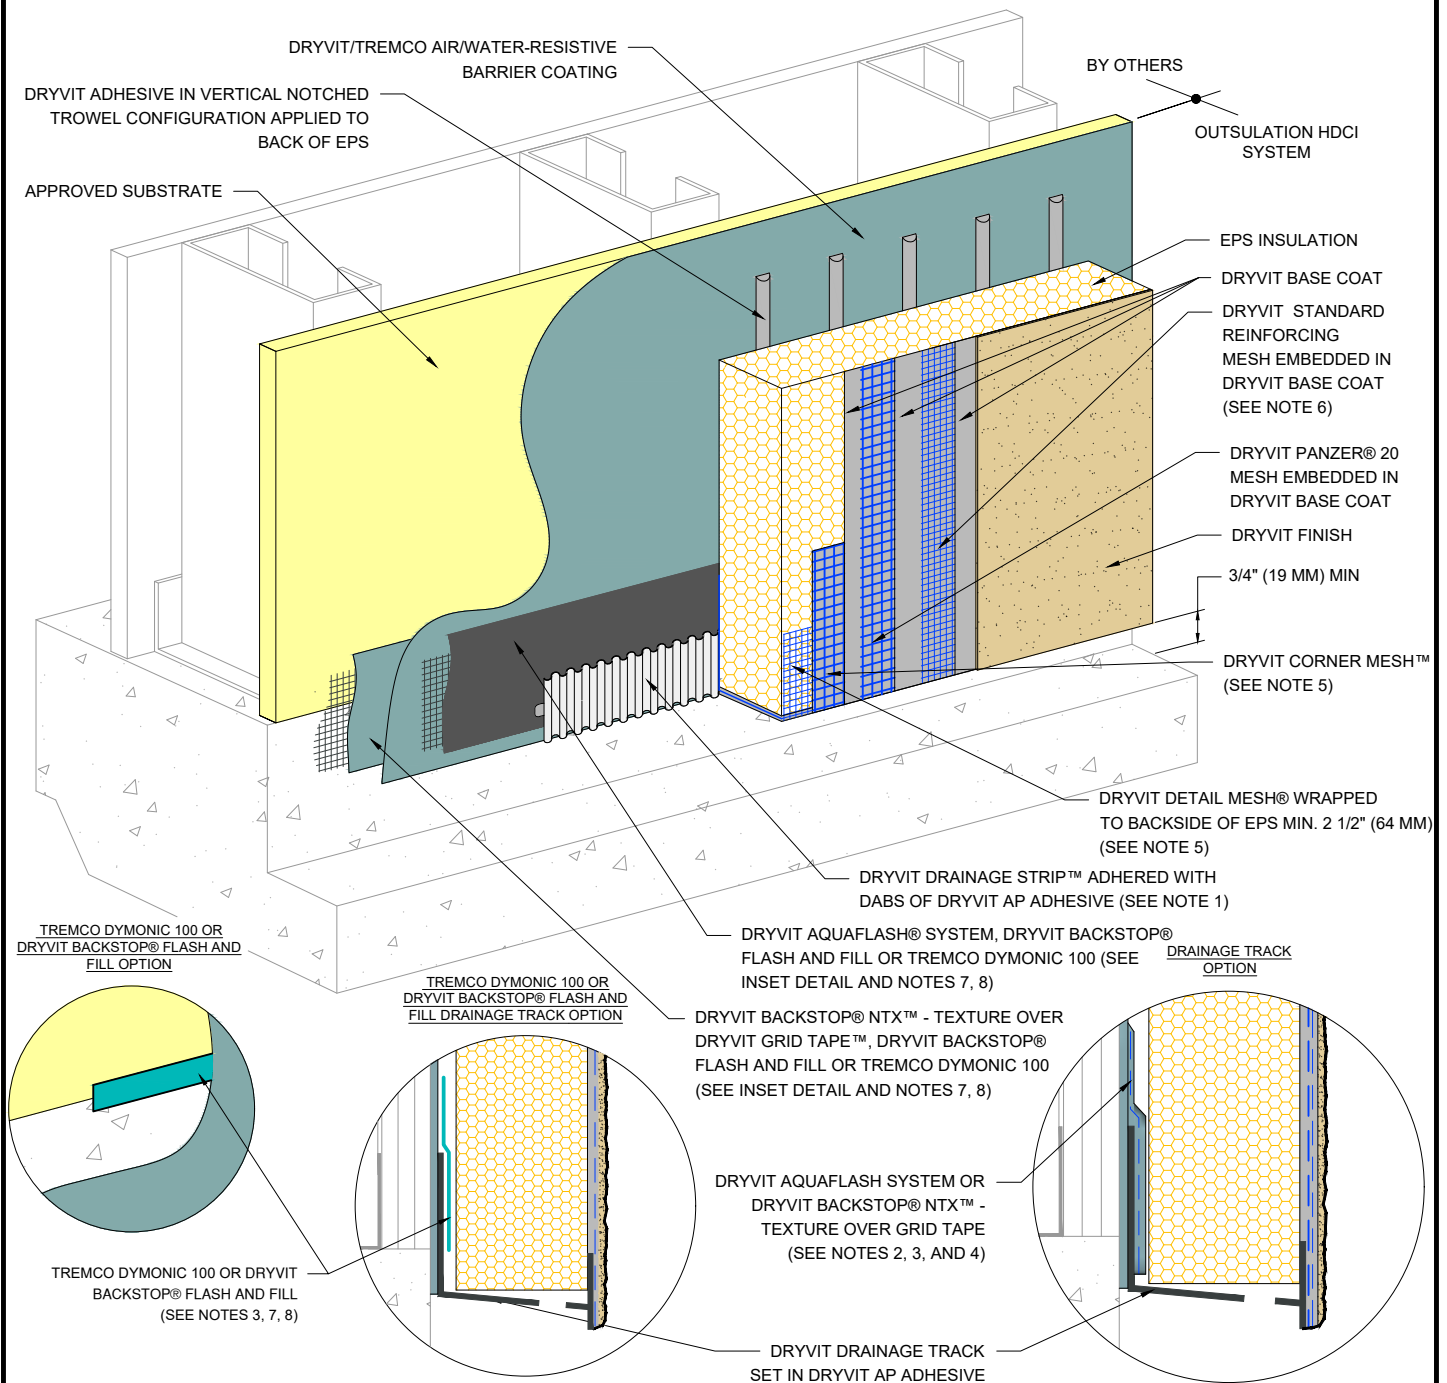 DRYVIT/TREMCO AIR/WATER-RESISTIVE
BARRIER COATING
DRYVIT ADHESIVE IN VERTICAL NOTCHED
TROWEL CONFIGURATION APPLIED TO
BACK OF EPS
APPROVED SUBSTRATE
BY OTHERS
OUTSULATION HDCI
SYSTEM
EPS INSULATION
DRYVIT BASE COAT
DRYVIT STANDARD
REINFORCING
MESH EMBEDDED IN
DRYVIT BASE COAT
(SEE NOTE 6)
DRYVIT PANZER® 20
MESH EMBEDDED IN
DRYVIT BASE COAT
DRYVIT FINISH
3/4" (19 MM) MIN
DRYVIT CORNER MESH™
(SEE NOTE 5)
DRYVIT DETAIL MESH® WRAPPED
TO BACKSIDE OF EPS MIN. 2 1/2" (64 MM)
(SEE NOTE 5)
DRYVIT DRAINAGE STRIP™ ADHERED WITH
DABS OF DRYVIT AP ADHESIVE (SEE NOTE 1)
DRYVIT AQUAFLASH® SYSTEM, DRYVIT BACKSTOP®
FLASH AND FILL OR TREMCO DYMONIC 100 (SEE
INSET DETAIL AND NOTES 7, 8)
DRYVIT BACKSTOP® NTX™ - TEXTURE OVER
DRYVIT GRID TAPE™, DRYVIT BACKSTOP®
FLASH AND FILL OR TREMCO DYMONIC 100
(SEE INSET DETAIL AND NOTES 7, 8)
TREMCO DYMONIC 100 OR
DRYVIT BACKSTOP® FLASH AND
FILL OPTION
TREMCO DYMONIC 100 OR
DRYVIT BACKSTOP® FLASH AND
FILL DRAINAGE TRACK OPTION
DRAINAGE TRACK
OPTION
DRYVIT AQUAFLASH SYSTEM OR
DRYVIT BACKSTOP® NTX™ -
TEXTURE OVER GRID TAPE
(SEE NOTES 2, 3, AND 4)
TREMCO DYMONIC 100 OR DRYVIT
BACKSTOP® FLASH AND FILL
(SEE NOTES 3, 7, 8)
DRYVIT DRAINAGE TRACK
SET IN DRYVIT AP ADHESIVE